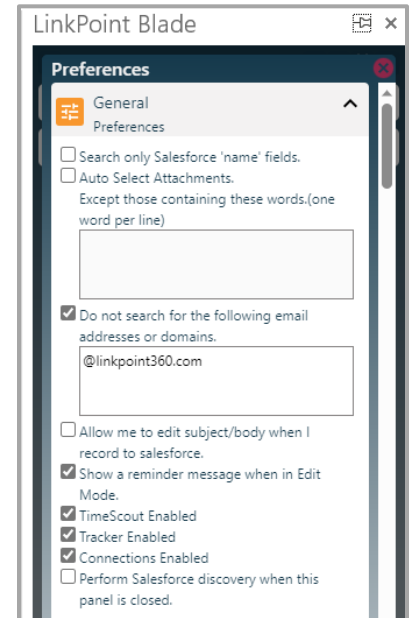 LinkPoint Blade
Preferences
General
Preferences
Search only Salesforce 'name' fields.
Auto Select Attachments.
Except those containing these words.(one
word per line)
Do not search for the following email
addresses or domains.
@linkpoint360.com
Allow me to edit subject/body when I
record to salesforce.
Show a reminder message when in Edit
Mode.
TimeScout Enabled
Tracker Enabled
Connections Enabled
Perform Salesforce discovery when this
panel is closed.